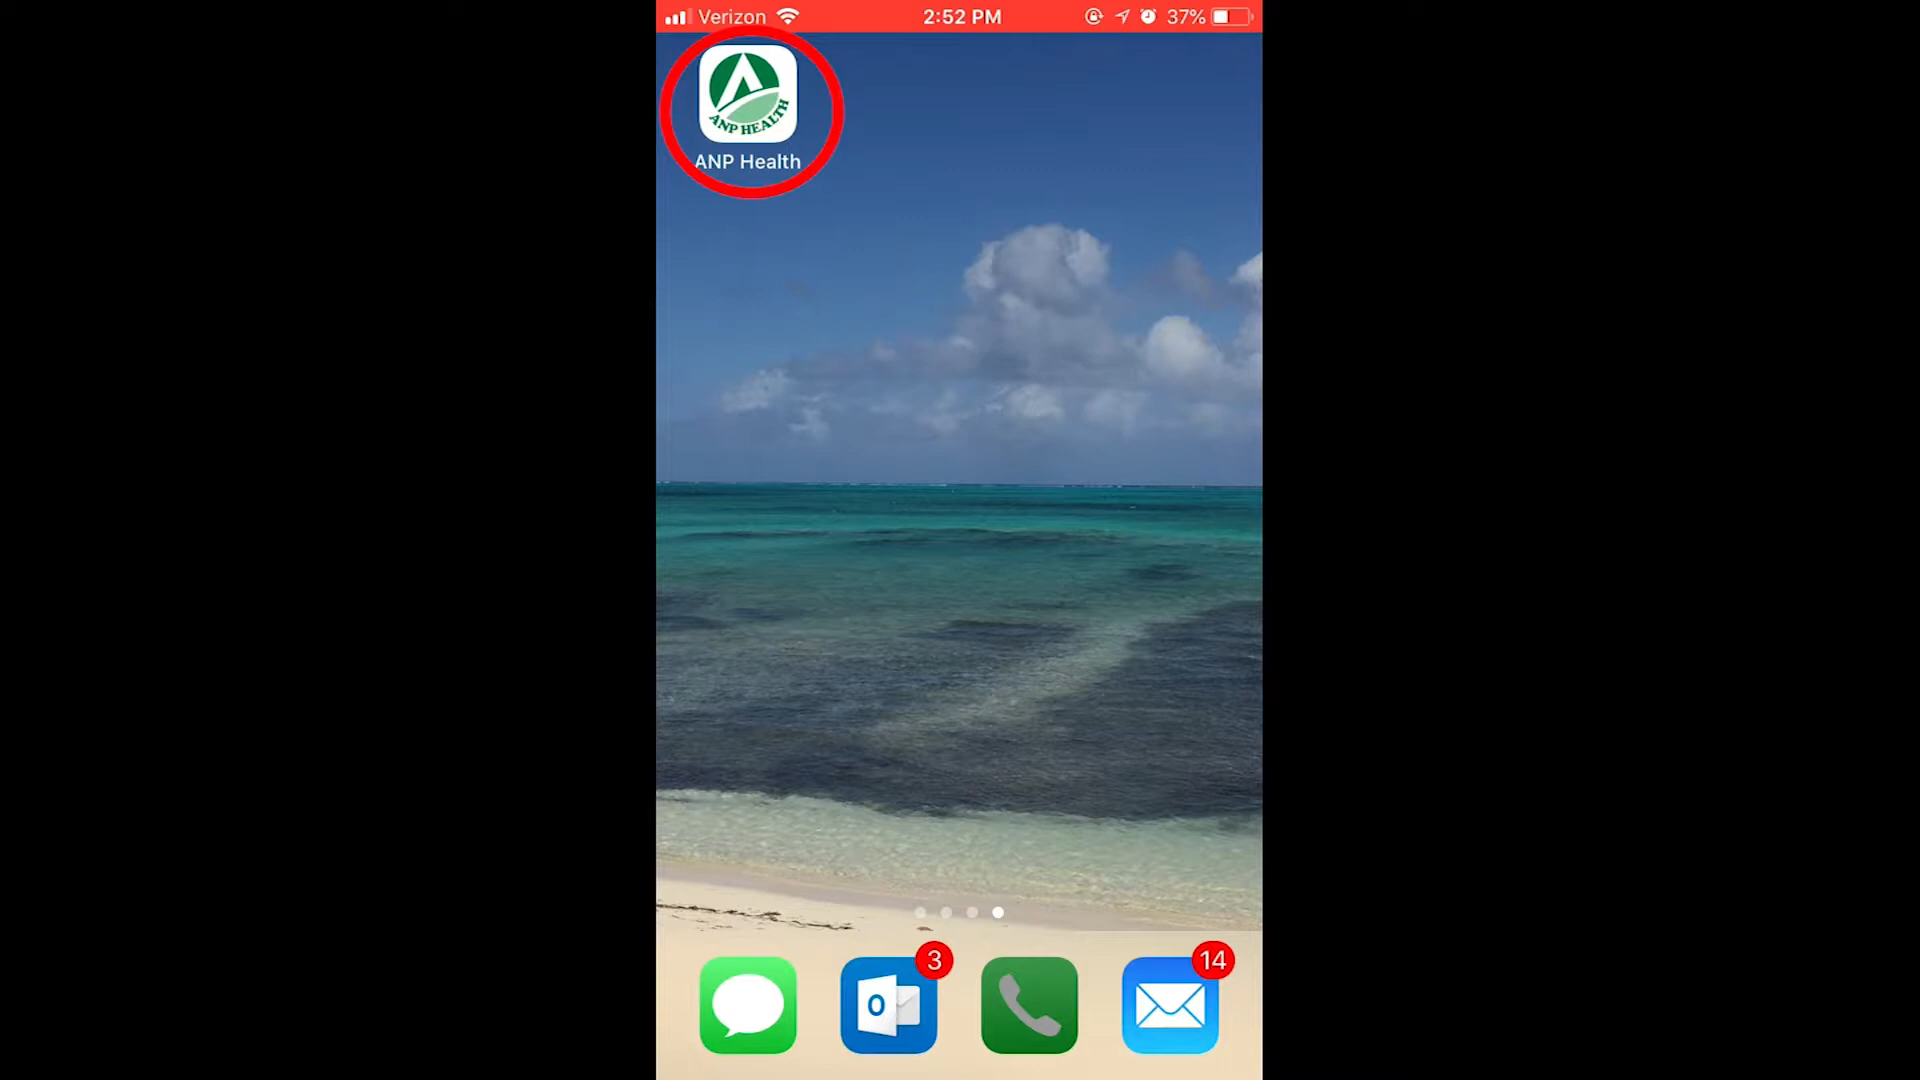 Verizon 2:52 PM 37%
ANP HEALTH
ANP Health
3 14
O